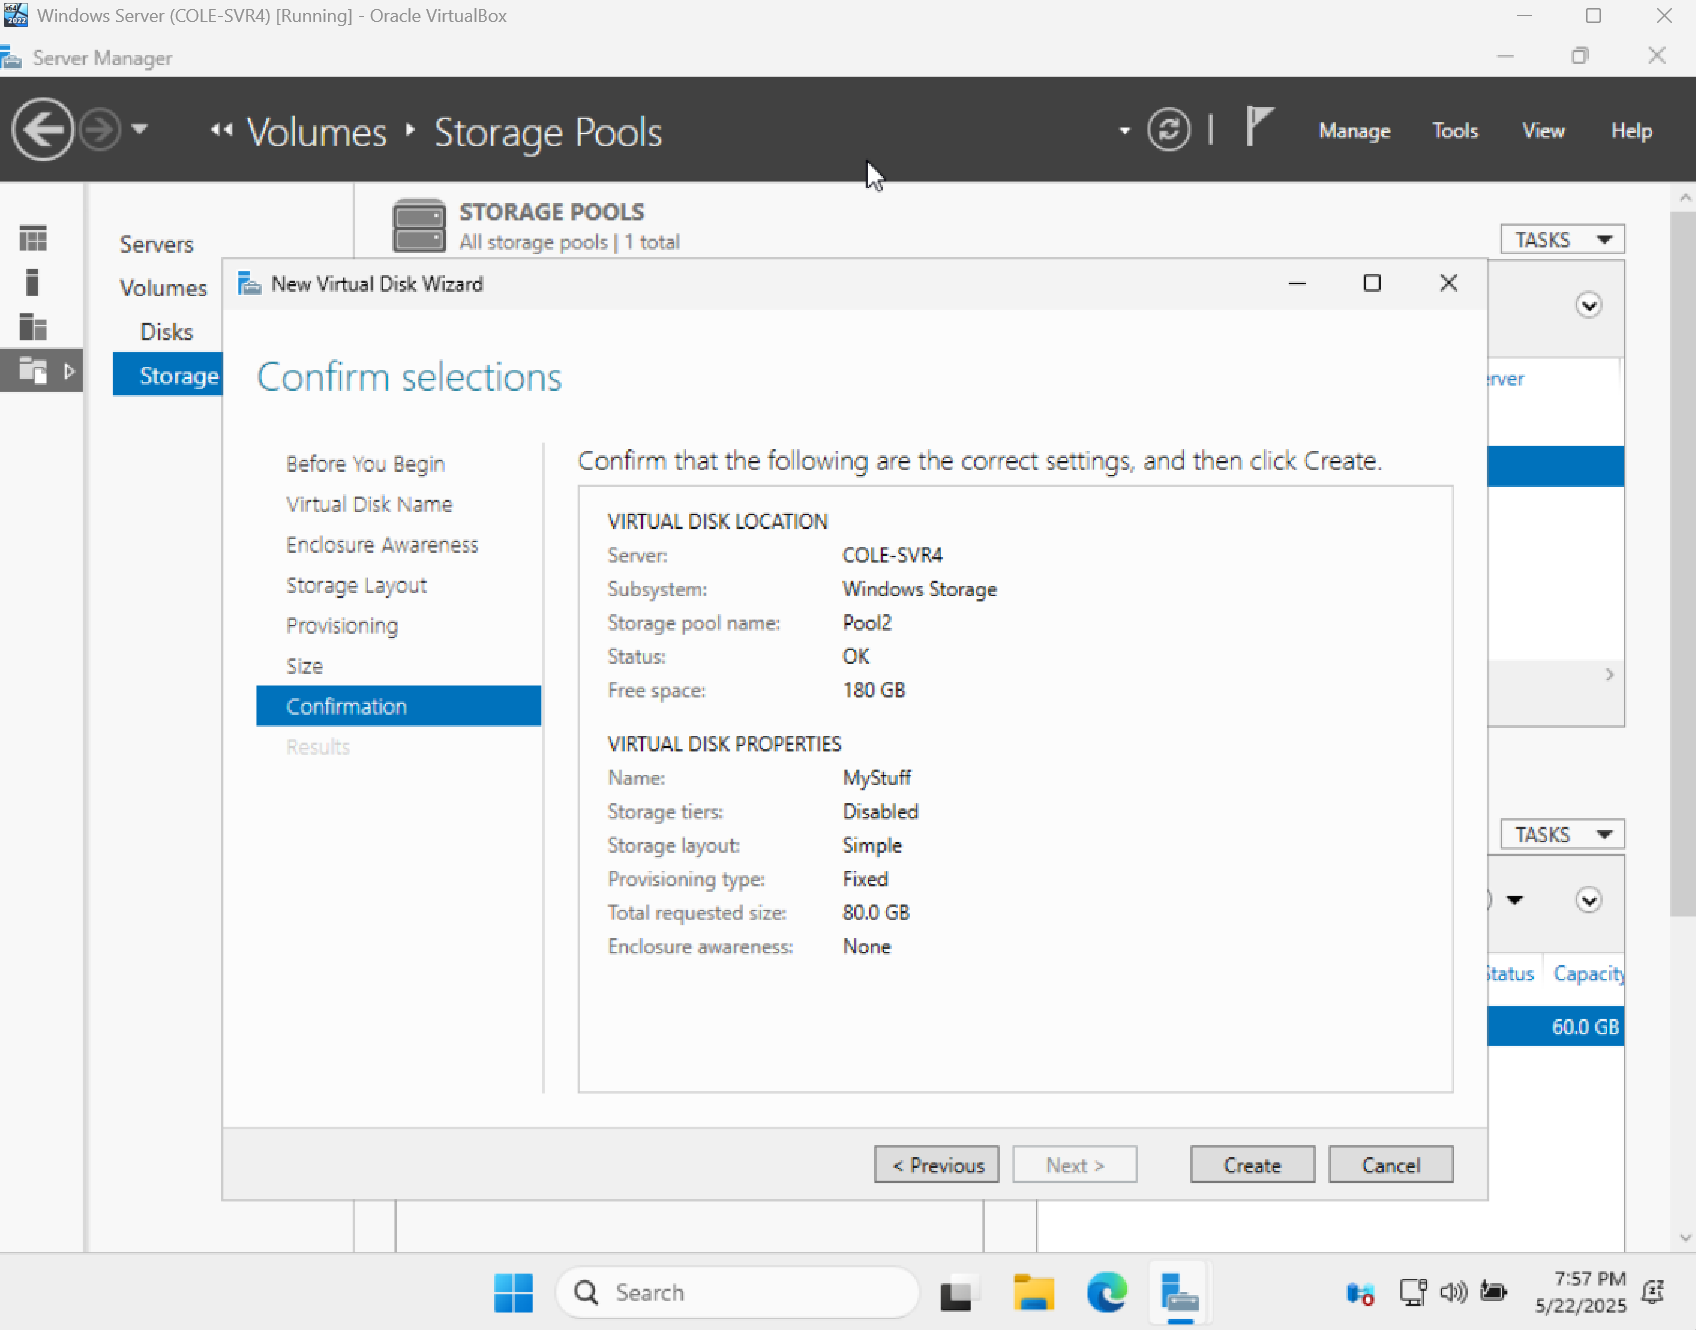 Windows Server (COLE-SVR4) [Running] - Oracle VirtualBox
Server Manager
Volumes
Storage Pools
Manage
Tools
View
Help
STORAGE POOLS
All storage pools | 1 total
TASKS
Servers
Volumes
Disks
Storage
New Virtual Disk Wizard
Confirm selections
Before You Begin
Virtual Disk Name
Enclosure Awareness
Storage Layout
Provisioning
Size
Confirmation
Results
Confirm that the following are the correct settings, and then click Create.
VIRTUAL DISK LOCATION
Server: COLE-SVR4
Subsystem: Windows Storage
Storage pool name: Pool2
Status: OK
Free space: 180 GB
VIRTUAL DISK PROPERTIES
Name: MyStuff
Storage tiers: Disabled
Storage layout: Simple
Provisioning type: Fixed
Total requested size: 80.0 GB
Enclosure awareness: None
< Previous
Next >
Create
Cancel
erver
TASKS
Status
Capacity
60.0 GB
Search
7:57 PM
5/22/2025